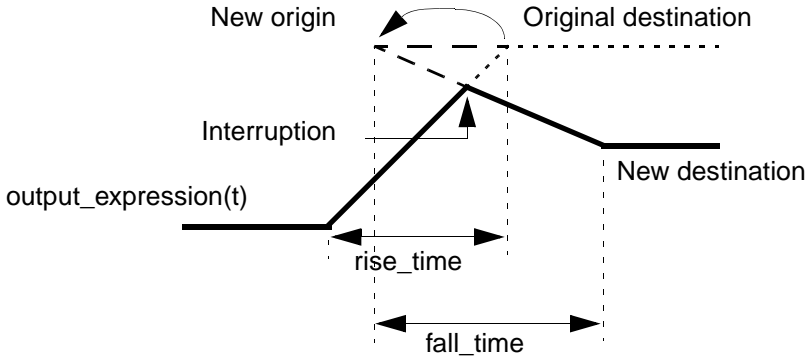 New origin
Original destination
Interruption
New destination
output_expression(t)
rise_time
fall_time